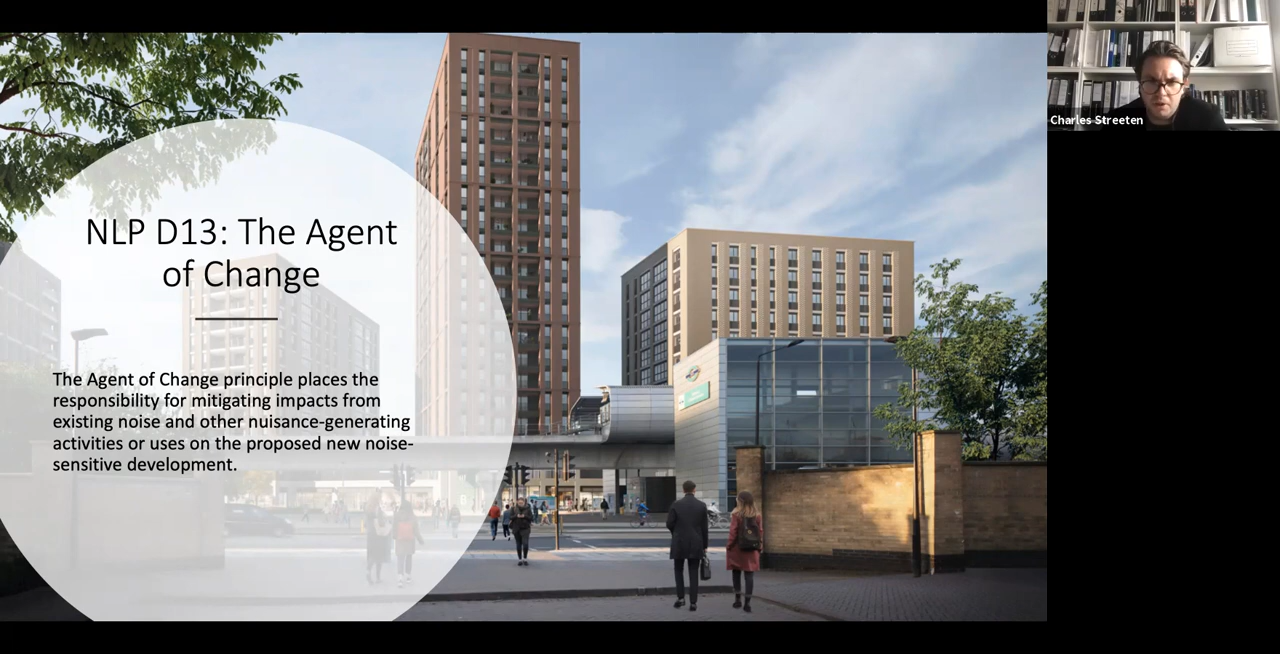 NLP D13: The Agent
of Change
The Agent of Change principle places the
responsibility for mitigating impacts from
existing noise and other nuisance-generating
activities or uses on the proposed new noise-
sensitive development.
Charles Streeten